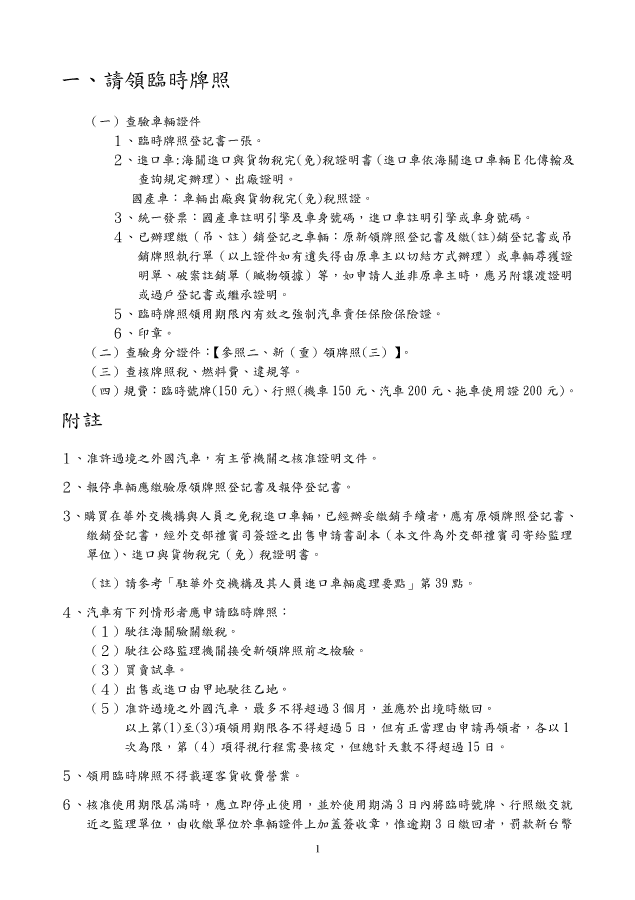 一、請領臨時牌照
（一）查驗車輛證件
１、臨時牌照登記書一張。
２、進口車:海關進口與貨物稅完(免)稅證明書（進口車依海關進口車輛E化傳輸及
查詢規定辦理)、出廠證明。
國產車：車輛出廠與貨物稅完(免)稅照證。
３、統一發票：國產車註明引擎及車身號碼，進口車註明引擎或車身號碼。
４、已辦理繳（吊、註）銷登記之車輛：原新領牌照登記書及繳(註)銷登記書或吊
銷牌照執行單（以上證件如有遺失得由原車主以切結方式辦理）或車輛尋獲證
明單、破案註銷單（贓物領據）等，如申請人並非原車主時，應另附讓渡證明
或過戶登記書或繼承證明。
５、臨時牌照領用期限內有效之強制汽車責任保險保險證。
６、印章。
（二）查驗身分證件：【參照二、新（重）領牌照(三）】。
（三）查核牌照稅、燃料費、違規等。
（四）規費：臨時號牌(150元)、行照(機車150元、汽車200元、拖車使用證200元)。
附註
１、准許過境之外國汽車，有主管機關之核准證明文件。
２、報停車輛應繳驗原領牌照登記書及報停登記書。
３、購買在華外交機構與人員之免稅進口車輛，已經辦妥繳銷手續者，應有原領牌照登記書、
繳銷登記書，經外交部禮賓司簽證之出售申請書副本（本文件為外交部禮賓司寄給監理
單位)、進口與貨物稅完（免）稅證明書。
（註）請參考「駐華外交機構及其人員進口車輛處理要點」第39點。
４、汽車有下列情形者應申請臨時牌照：
（１）駛往海關驗關繳稅。
（２）駛往公路監理機關接受新領牌照前之檢驗。
（３）買賣試車。
（４）出售或進口由甲地駛往乙地。
（５）准許過境之外國汽車，最多不得超過3個月，並應於出境時繳回。
以上第(1)至(3)項領用期限各不得超過5日，但有正當理由申請再領者，各以1
次為限，第（4）項得視行程需要核定，但總計天數不得超過15日。
５、領用臨時牌照不得載運客貨收費營業。
６、核准使用期限屆滿時，應立即停止使用，並於使用期滿3日內將臨時號牌、行照繳交就
近之監理單位，由收繳單位於車輛證件上加蓋簽收章，惟逾期3日繳回者，罰款新台幣
1